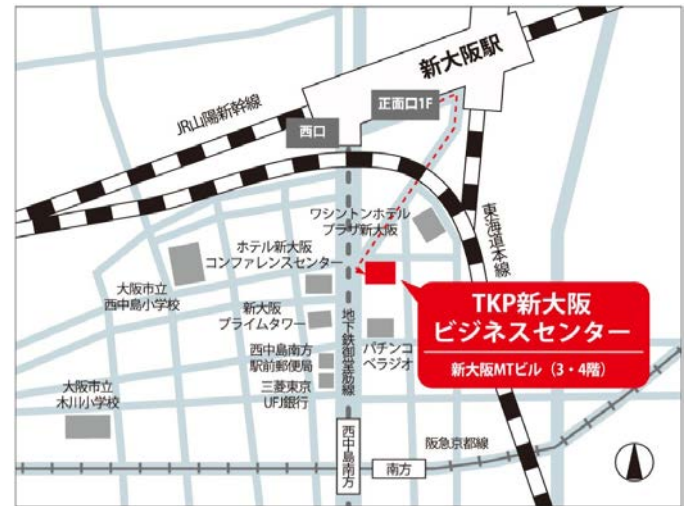 新大阪駅
正面口1F
JR山陽新幹線
西口
ワシントンホテル
プラザ新大阪
東海道本線
ホテル新大阪
コンファレンスセンター
大阪市立
西中島小学校
TKP新大阪
ビジネスセンター
新大阪MTビル（3・4階）
新大阪
プライムタワー
地下鉄御堂筋線
パチンコ
ベラジオ
西中島南方
駅前郵便局
三菱東京
UFJ銀行
大阪市立
木川小学校
西中島南方
南方
阪急京都線